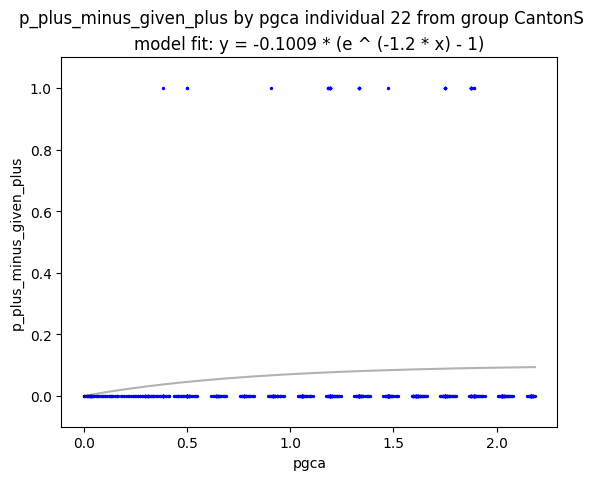 p_plus_minus_given_plus by pgca individual 22 from group CantonS
model fit: y = -0.1009 * (e ^ (-1.2 * x) - 1)
1.0
0.8
0.6
0.4
0.2
0.0
p_plus_minus_given_plus
0.0 0.5 1.0 1.5 2.0
pgca